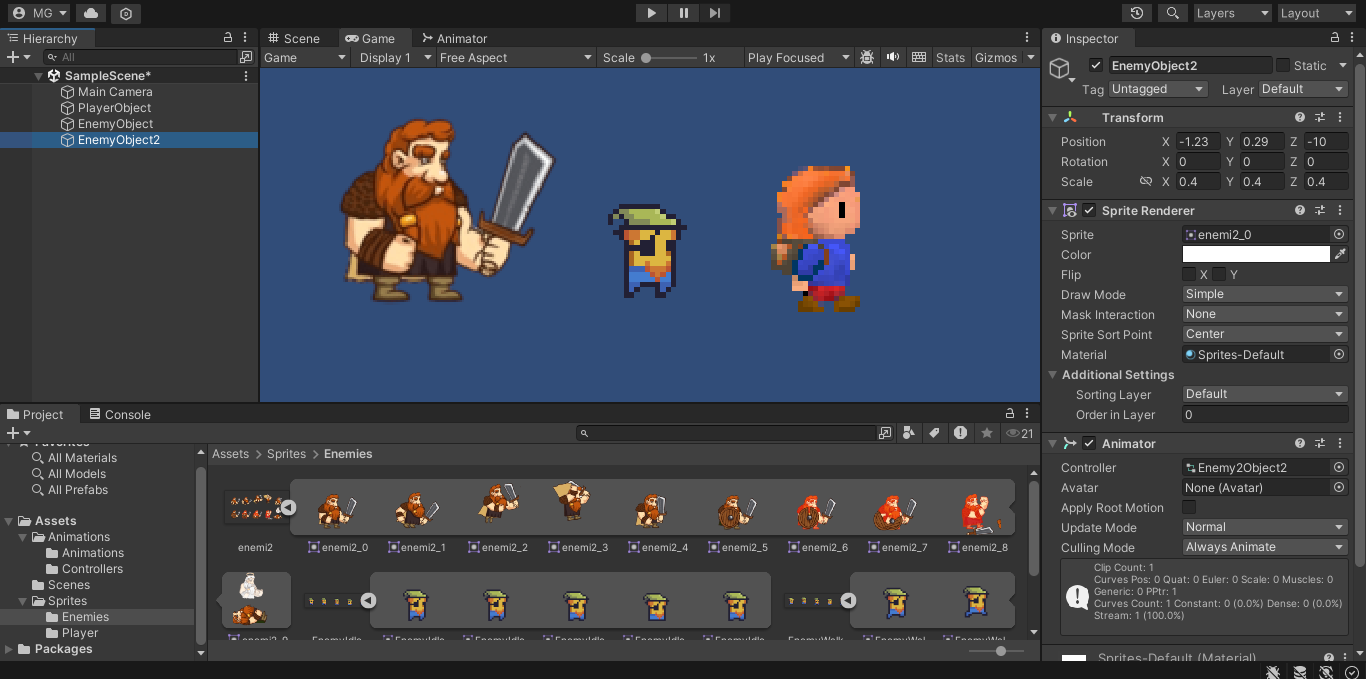 MG
Layers
Layout
Hierarchy
All
SampleScene*
Main Camera
PlayerObject
EnemyObject
EnemyObject2
Scene
Game
Animator
Game
Display 1
Free Aspect
Scale
1x
Play Focused
Stats
Gizmos
Inspector
EnemyObject2
Static
Tag
Untagged
Layer
Default
Transform
Position X -1.23 Y 0.29 Z -10
Rotation X 0 Y 0 Z 0
Scale X 0.4 Y 0.4 Z 0.4
Sprite Renderer
Sprite enemi2_0
Color
Flip X Y
Draw Mode Simple
Mask Interaction None
Sprite Sort Point Center
Material Sprites-Default
Additional Settings
Sorting Layer Default
Order in Layer 0
Animator
Controller Enemy2Object2
Avatar None (Avatar)
Apply Root Motion
Update Mode Normal
Culling Mode Always Animate
Clip Count: 1
Curves Pos: 0 Quat: 0 Euler: 0 Scale: 0 Muscles: 0
Generic: 0 PPtr: 1
Curves Count: 1 Constant: 0 (0.0%) Dense: 0 (0.0%)
Stream: 1 (100.0%)
Sprites-Default (Material)
Project
Console
21
Favorites
All Materials
All Models
All Prefabs
Assets
Animations
Animations
Controllers
Scenes
Sprites
Enemies
Player
Packages
Assets > Sprites > Enemies
enemi2
enemi2_0
enemi2_1
enemi2_2
enemi2_3
enemi2_4
enemi2_5
enemi2_6
enemi2_7
enemi2_8